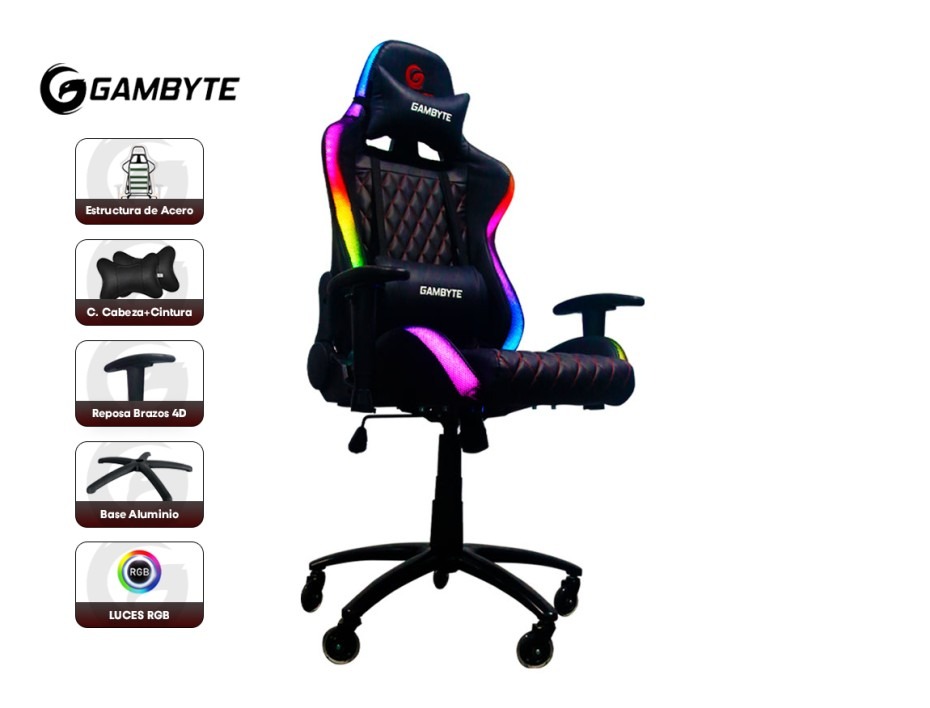 GAMBYTE
Estructura de Acero
C. Cabeza+Cintura
Reposa Brazos 4D
Base Aluminio
RGB
LUCES RGB
GAMBYTE
GAMBYTE